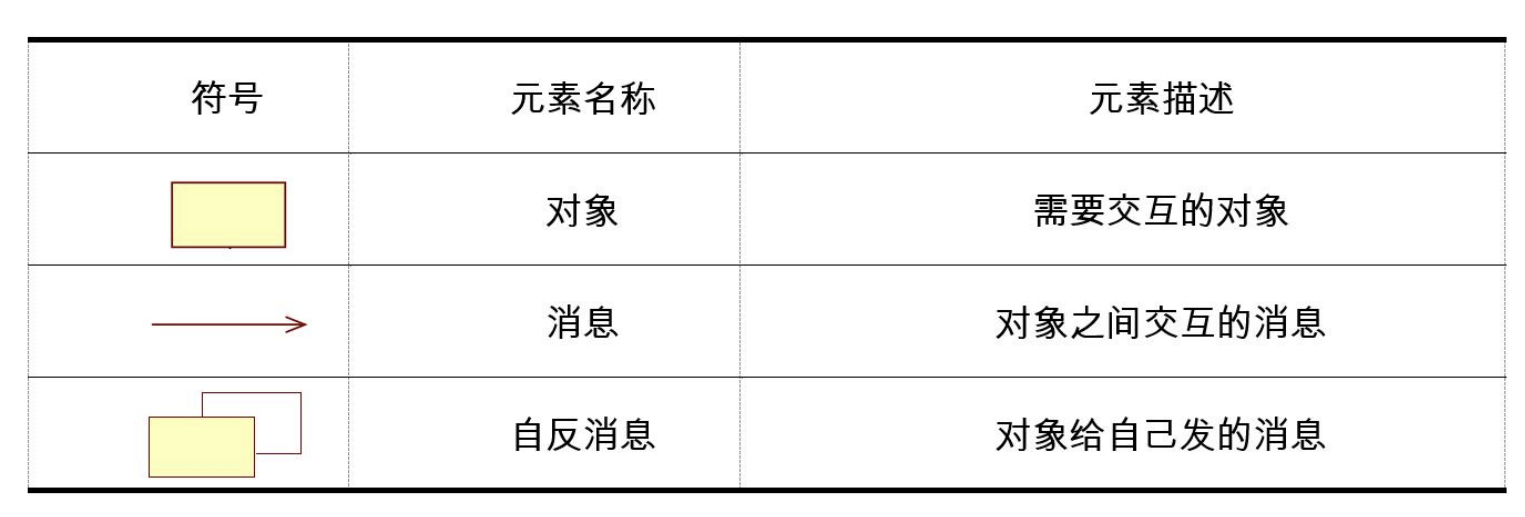 符号 元素名称 元素描述
对象 需要交互的对象
消息 对象之间交互的消息
自反消息 对象给自己发的消息